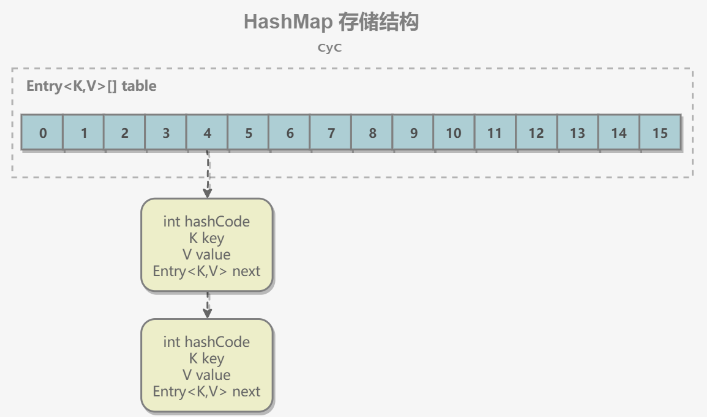 HashMap 存储结构
CyC
Entry<K,V>[] table
0 1 2 3 4 5 6 7 8 9 10 11 12 13 14 15
int hashCode
K key
V value
Entry<K,V> next
int hashCode
K key
V value
Entry<K,V> next